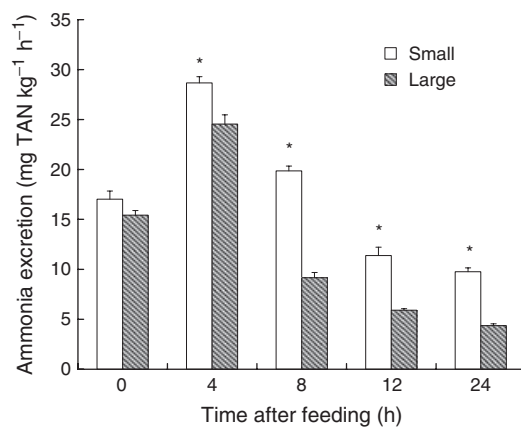 Ammonia excretion (mg TAN kg⁻¹ h⁻¹)
35
30
25
20
15
10
5
0
Small
Large
*
*
*
*
0 4 8 12 24
Time after feeding (h)